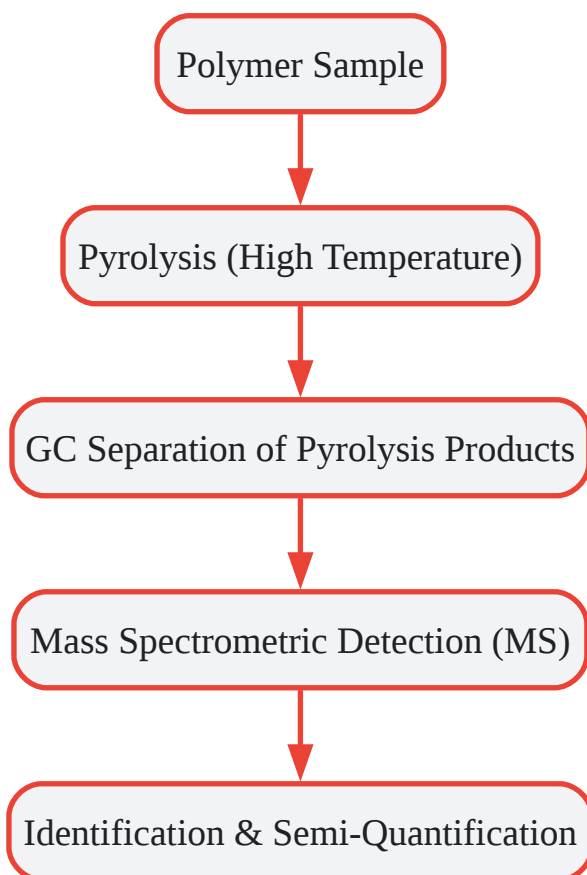 Polymer Sample
Pyrolysis (High Temperature)
GC Separation of Pyrolysis Products
Mass Spectrometric Detection (MS)
Identification & Semi-Quantification